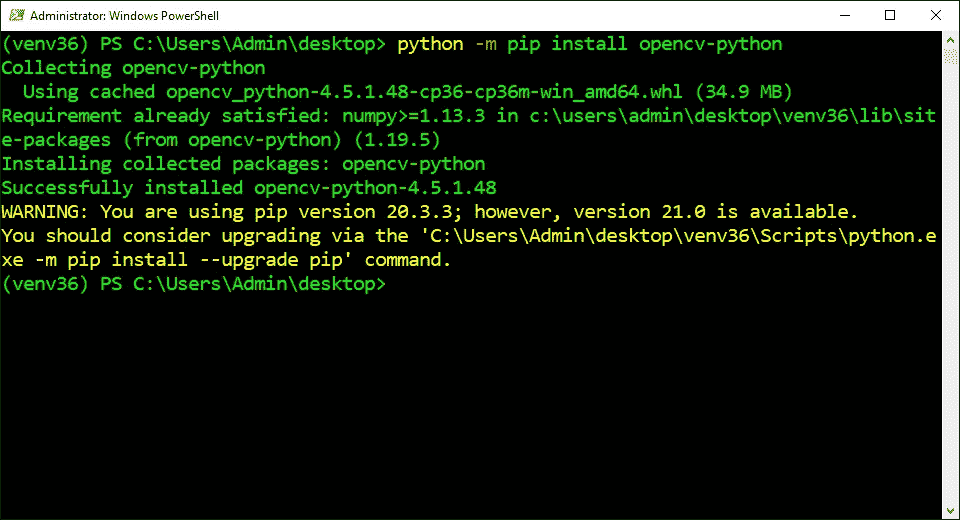 Administrator: Windows PowerShell
(venv36) PS C:\Users\Admin\desktop> python -m pip install opencv-python
Collecting opencv-python
  Using cached opencv_python-4.5.1.48-cp36-cp36m-win_amd64.whl (34.9 MB)
Requirement already satisfied: numpy>=1.13.3 in c:\users\admin\desktop\venv36\lib\sit
e-packages (from opencv-python) (1.19.5)
Installing collected packages: opencv-python
Successfully installed opencv-python-4.5.1.48
WARNING: You are using pip version 20.3.3; however, version 21.0 is available.
You should consider upgrading via the 'C:\Users\Admin\desktop\venv36\Scripts\python.e
xe -m pip install --upgrade pip' command.
(venv36) PS C:\Users\Admin\desktop>